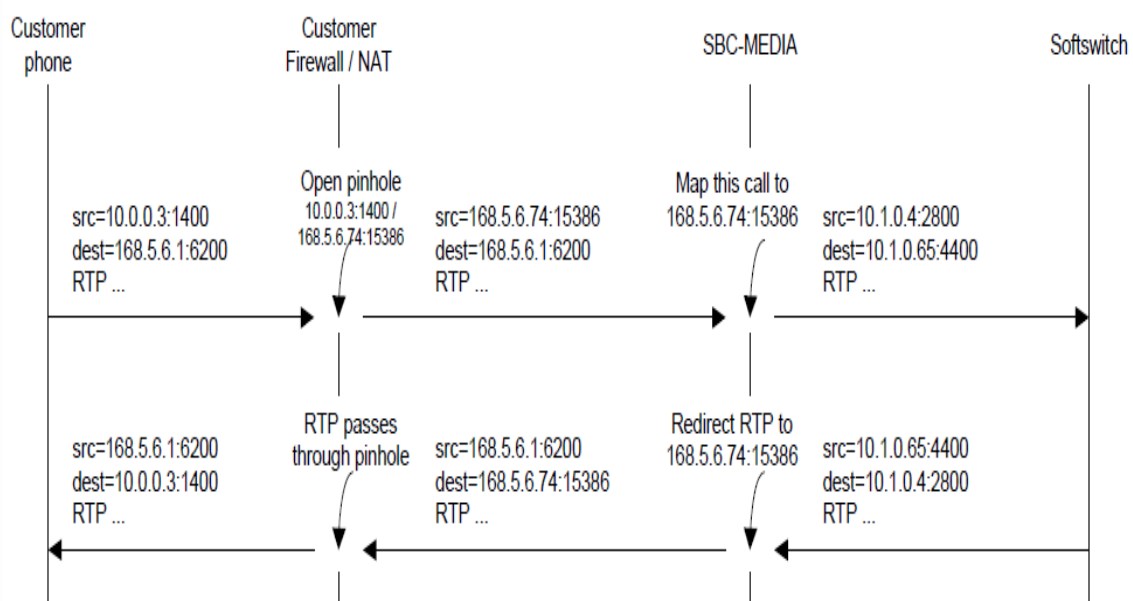 Customer
phone
Customer
Firewall / NAT
SBC-MEDIA
Softswitch
src=10.0.0.3:1400
dest=168.5.6.1:6200
RTP ...
Open pinhole
10.0.0.3:1400 /
168.5.6.74:15386
src=168.5.6.74:15386
dest=168.5.6.1:6200
RTP ...
Map this call to
168.5.6.74:15386
src=10.1.0.4:2800
dest=10.1.0.65:4400
RTP ...
src=168.5.6.1:6200
dest=10.0.0.3:1400
RTP ...
RTP passes
through pinhole
src=168.5.6.1:6200
dest=168.5.6.74:15386
RTP ...
Redirect RTP to
168.5.6.74:15386
src=10.1.0.65:4400
dest=10.1.0.4:2800
RTP ...